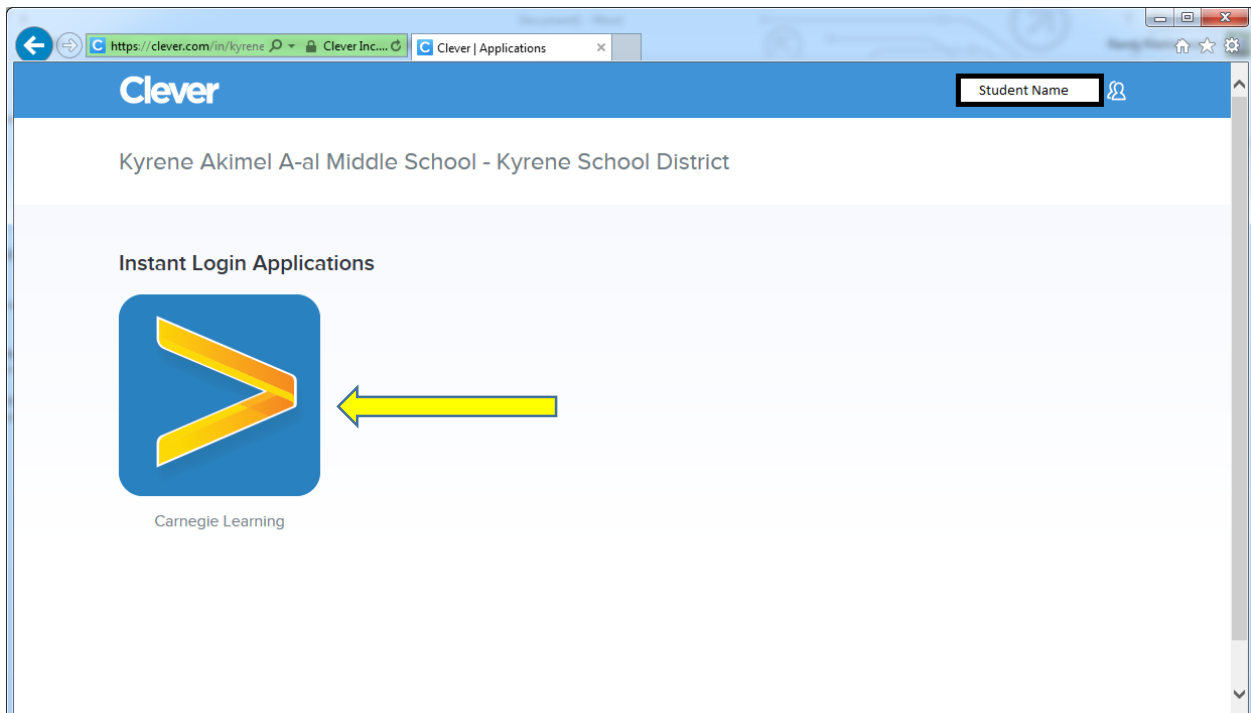 https://clever.com/in/kyrene
Clever Inc....
Clever | Applications
Clever
Student Name
Kyrene Akimel A-al Middle School - Kyrene School District
Instant Login Applications
Carnegie Learning